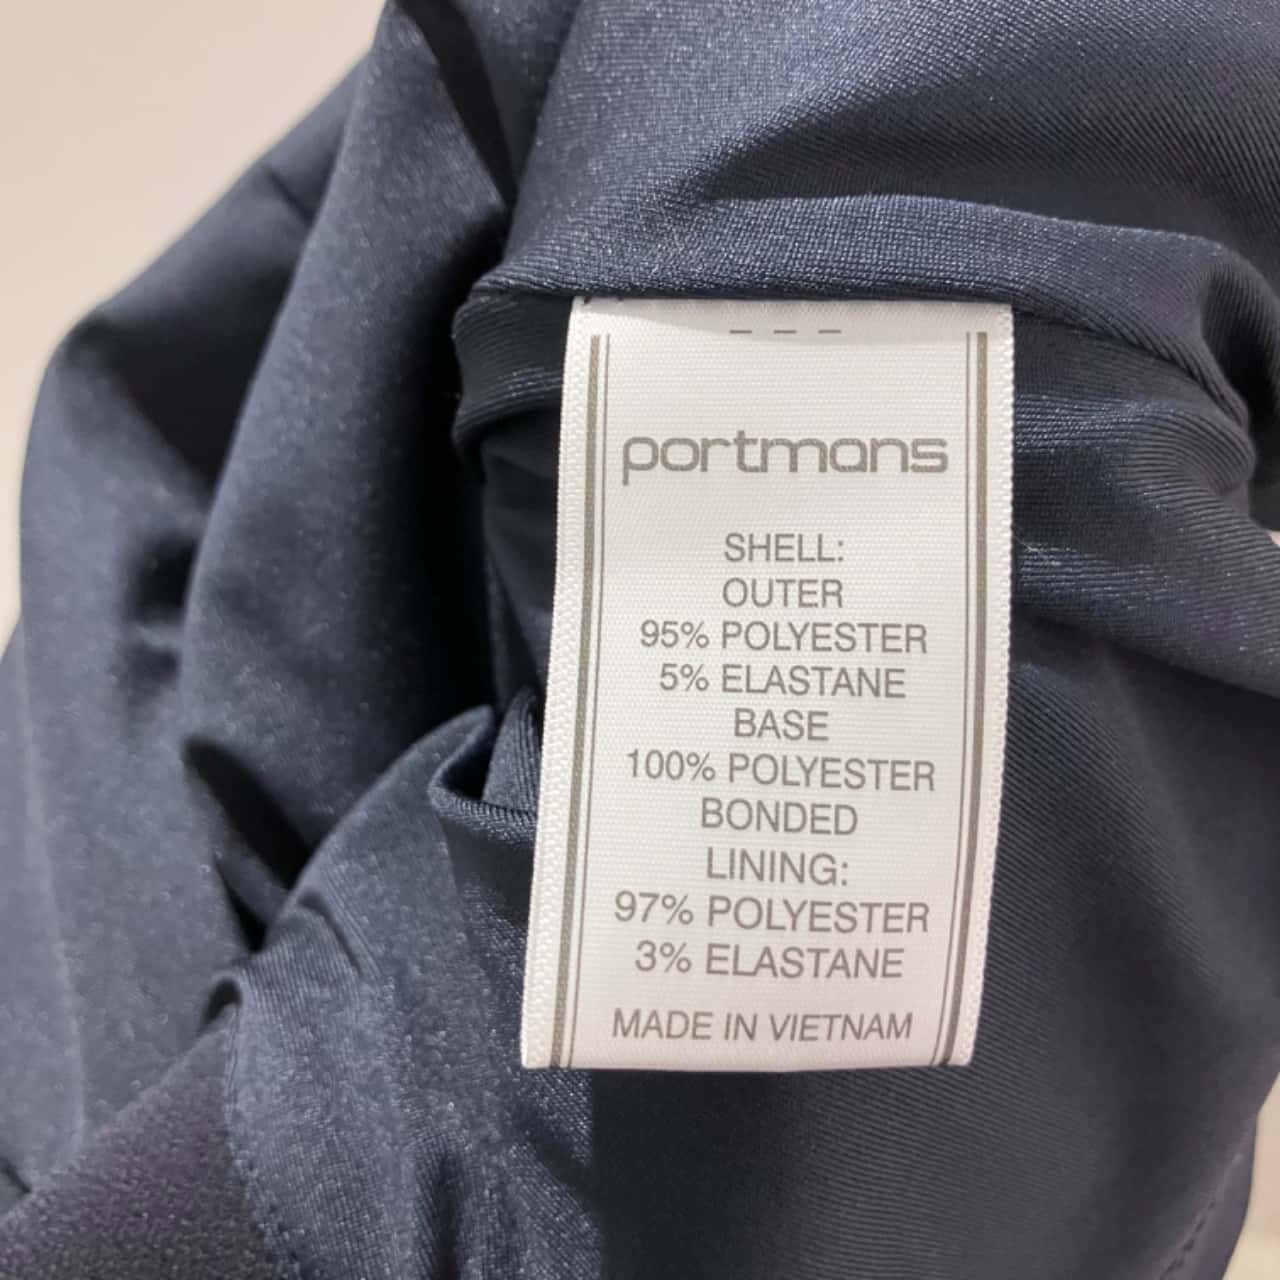 portmans
SHELL:
OUTER
95% POLYESTER
5% ELASTANE
BASE
100% POLYESTER
BONDED
LINING:
97% POLYESTER
3% ELASTANE
MADE IN VIETNAM